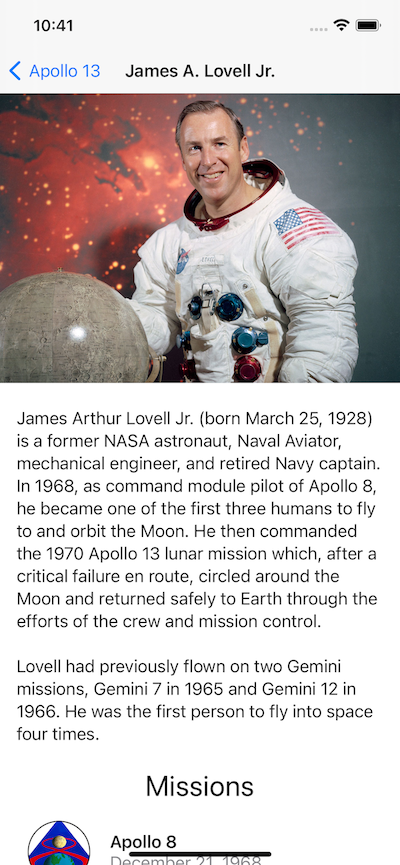 10:41
Apollo 13
James A. Lovell Jr.
James Arthur Lovell Jr. (born March 25, 1928)
is a former NASA astronaut, Naval Aviator,
mechanical engineer, and retired Navy captain.
In 1968, as command module pilot of Apollo 8,
he became one of the first three humans to fly
to and orbit the Moon. He then commanded
the 1970 Apollo 13 lunar mission which, after a
critical failure en route, circled around the
Moon and returned safely to Earth through the
efforts of the crew and mission control.
Lovell had previously flown on two Gemini
missions, Gemini 7 in 1965 and Gemini 12 in
1966. He was the first person to fly into space
four times.
Missions
Apollo 8
December 21, 1968